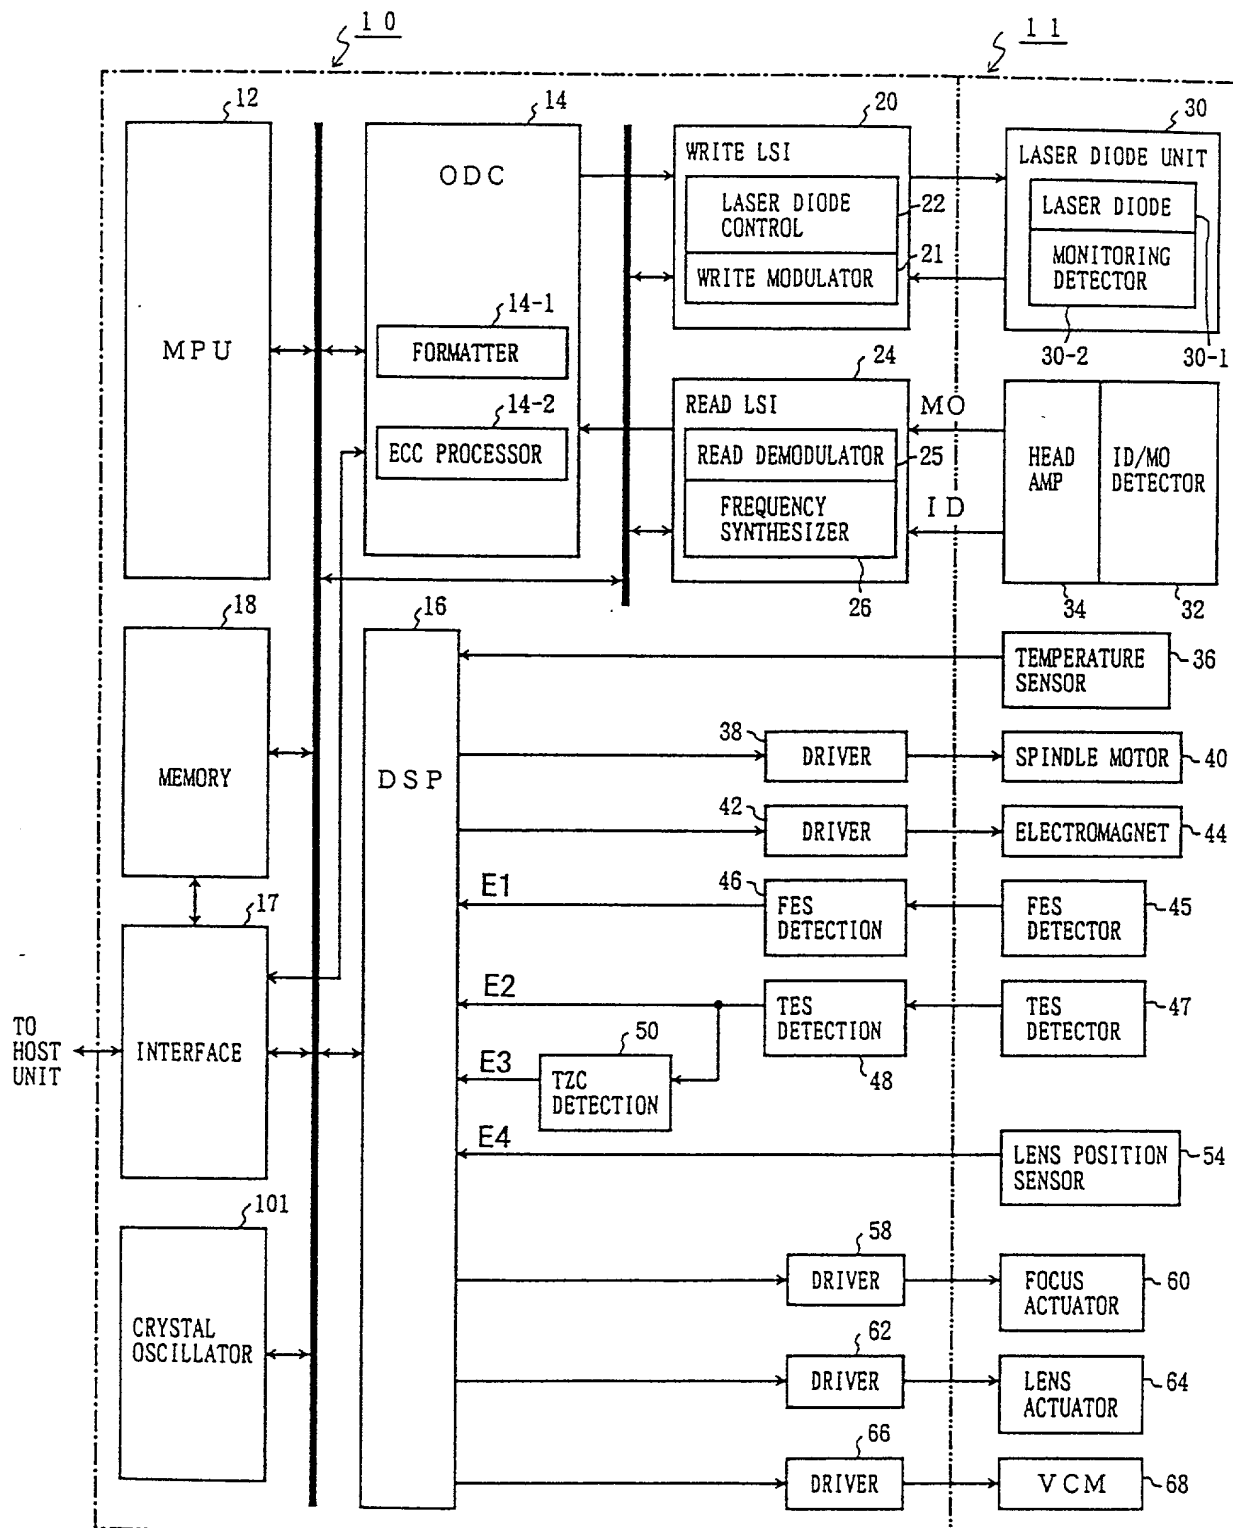 1 0
1 1
12
14
20
30
MPU
ODC
14-1
FORMATTER
14-2
ECC PROCESSOR
WRITE LSI
LASER DIODE
CONTROL
22
21
WRITE MODULATOR
LASER DIODE UNIT
LASER DIODE
MONITORING
DETECTOR
30-2
30-1
24
READ LSI
MO
READ DEMODULATOR
25
ID
FREQUENCY
SYNTHESIZER
26
HEAD
AMP
ID/MO
DETECTOR
34
32
18
MEMORY
16
DSP
TEMPERATURE
SENSOR
36
38
DRIVER
SPINDLE MOTOR
40
42
DRIVER
ELECTROMAGNET
44
E1
46
FES
DETECTION
FES
DETECTOR
45
17
INTERFACE
TO
HOST
UNIT
E2
TES
DETECTION
48
TES
DETECTOR
47
50
E3
TZC
DETECTION
E4
LENS POSITION
SENSOR
54
101
CRYSTAL
OSCILLATOR
58
DRIVER
FOCUS
ACTUATOR
60
62
DRIVER
LENS
ACTUATOR
64
66
DRIVER
VCM
68